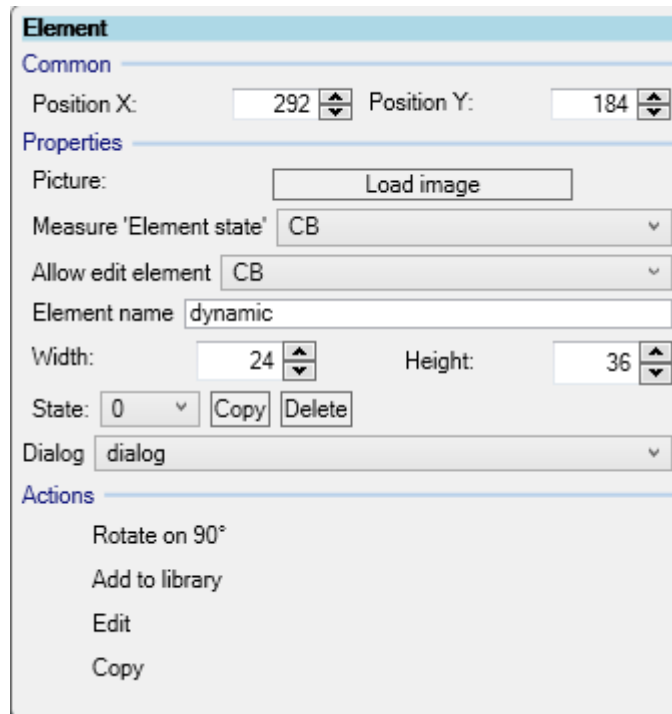 Element
Common
Position X: 292 Position Y: 184
Properties
Picture: Load image
Measure 'Element state' CB
Allow edit element CB
Element name dynamic
Width: 24 Height: 36
State: 0 Copy Delete
Dialog dialog
Actions
Rotate on 90°
Add to library
Edit
Copy